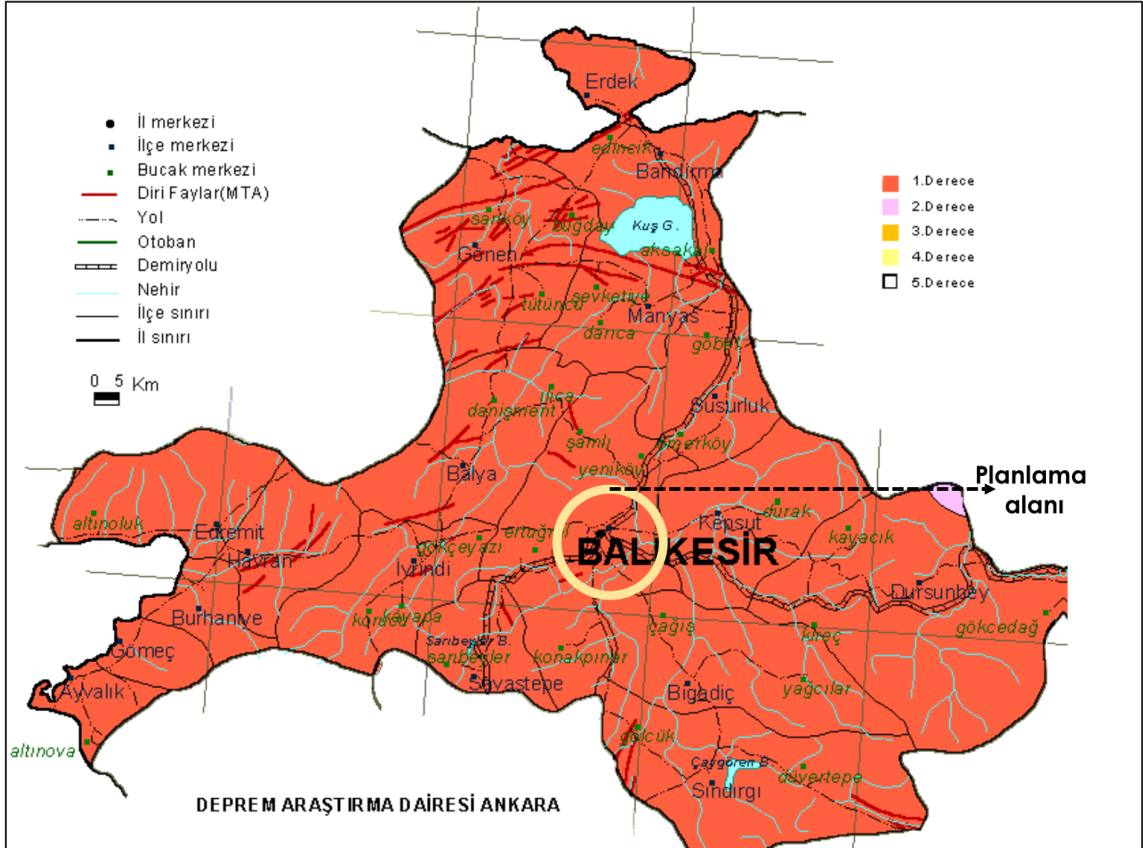 Erdek
edincik
Bandırma
İl merkezi
İlçe merkezi
Bucak merkezi
Diri Faylar(MTA)
Yol
Otoban
Demiryolu
Nehir
İlçe sınırı
İl sınırı
0 5 Km
1.Derece
2.Derece
3.Derece
4.Derece
5.Derece
sarıköy
buğday
Kuş G.
Gönen
aksakal
şevketiye
tütüncü
Manyas
darıca
göbel
ılıca
danışment
Susurluk
şamlı
ömerköy
yeniköy
Balya
Planlama
alanı
altınoluk
Edremit
ertuğrul
Kepsut
durak
kayacık
gökçeyazı
BALIKESİR
Havran
İvrindi
Dursunbey
Burhaniye
korucu
kayapa
çağış
kireç
gökcedağ
Gömeç
Sarıbeyler B.
sarıbeyler
konakpınar
Savastepe
Ayvalık
Bigadiç
yağcılar
altınova
gölcük
Çaygören B.
düvertepe
Sındırgı
DEPREM ARAŞTIRMA DAİRESİ ANKARA